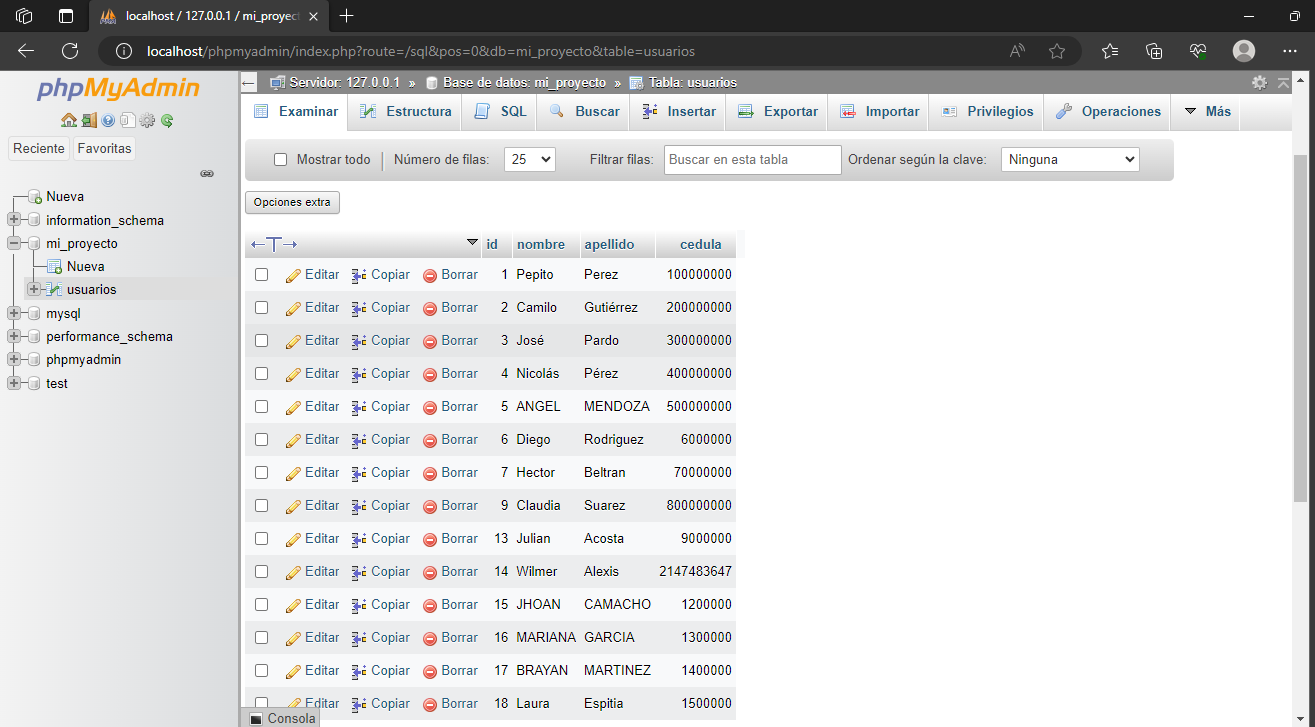 localhost / 127.0.0.1 / mi_proyect
localhost/phpmyadmin/index.php?route=/sql&pos=0&db=mi_proyecto&table=usuarios
phpMyAdmin
Reciente Favoritas
Nueva
information_schema
mi_proyecto
Nueva
usuarios
mysql
performance_schema
phpmyadmin
test
Servidor: 127.0.0.1 » Base de datos: mi_proyecto » Tabla: usuarios
Examinar Estructura SQL Buscar Insertar Exportar Importar Privilegios Operaciones Más
Mostrar todo Número de filas: 25 Filtrar filas: Buscar en esta tabla Ordenar según la clave: Ninguna
Opciones extra
id nombre apellido cedula
Editar Copiar Borrar 1 Pepito Perez 100000000
Editar Copiar Borrar 2 Camilo Gutiérrez 200000000
Editar Copiar Borrar 3 José Pardo 300000000
Editar Copiar Borrar 4 Nicolás Pérez 400000000
Editar Copiar Borrar 5 ANGEL MENDOZA 500000000
Editar Copiar Borrar 6 Diego Rodriguez 6000000
Editar Copiar Borrar 7 Hector Beltran 70000000
Editar Copiar Borrar 9 Claudia Suarez 800000000
Editar Copiar Borrar 13 Julian Acosta 9000000
Editar Copiar Borrar 14 Wilmer Alexis 2147483647
Editar Copiar Borrar 15 JHOAN CAMACHO 1200000
Editar Copiar Borrar 16 MARIANA GARCIA 1300000
Editar Copiar Borrar 17 BRAYAN MARTINEZ 1400000
Editar Copiar Borrar 18 Laura Espitia 1500000
Consola